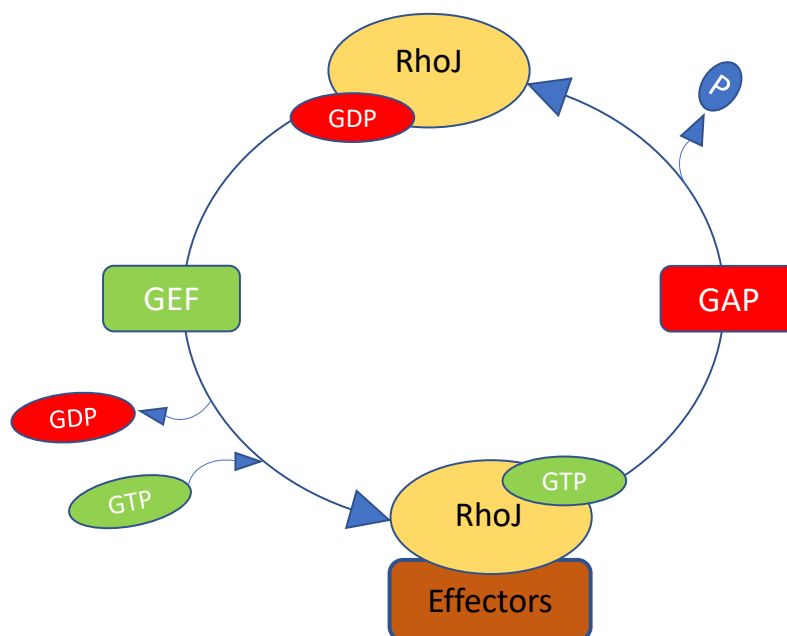 RhoJ
P
GDP
GEF
GAP
GDP
GTP
GTP
RhoJ
Effectors